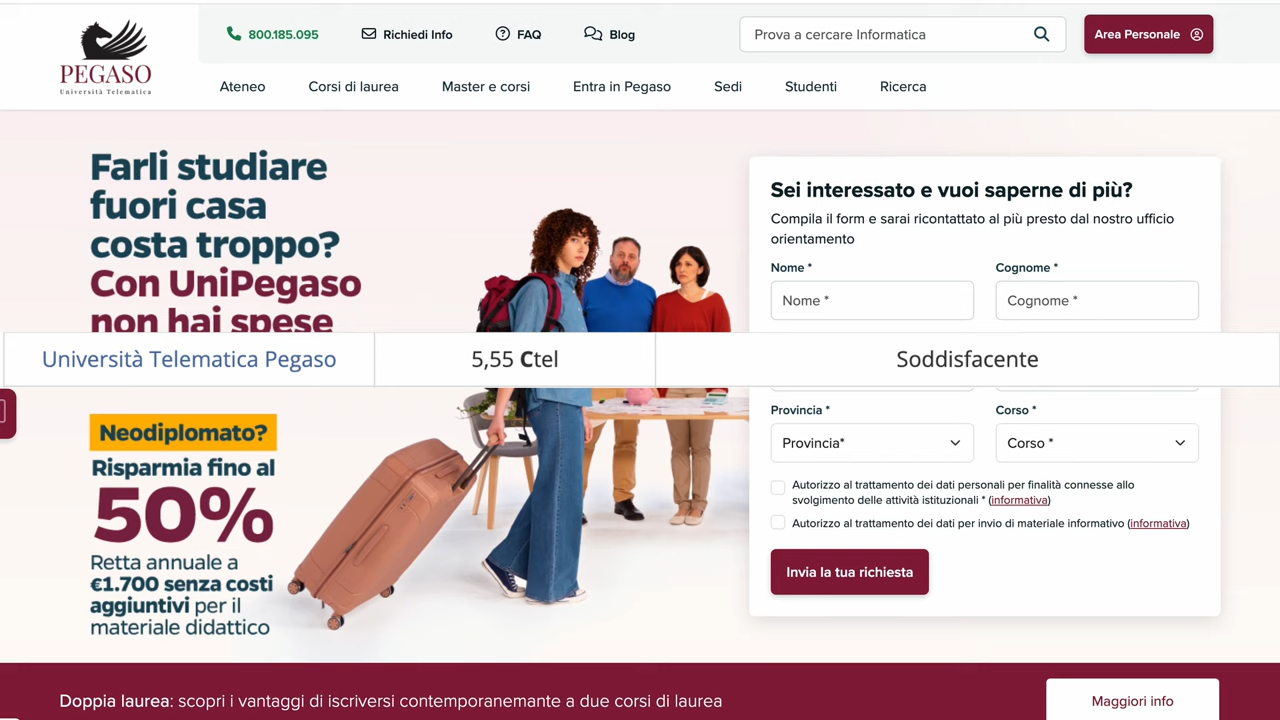 800.185.095
Richiedi Info
FAQ
Blog
Prova a cercare Informatica
Area Personale
PEGASO
Università Telematica
Ateneo
Corsi di laurea
Master e corsi
Entra in Pegaso
Sedi
Studenti
Ricerca
Farli studiare
fuori casa
costa troppo?
Con UniPegaso
non hai spese
Sei interessato e vuoi saperne di più?
Compila il form e sarai ricontattato al più presto dal nostro ufficio
orientamento
Nome *
Cognome *
Nome *
Cognome *
Università Telematica Pegaso
5,55 Ctel
Soddisfacente
Provincia *
Corso *
Provincia*
Corso *
Neodiplomato?
Risparmia fino al
50%
Retta annuale a
€1.700 senza costi
aggiuntivi per il
materiale didattico
Autorizzo al trattamento dei dati personali per finalità connesse allo
svolgimento delle attività istituzionali * (informativa)
Autorizzo al trattamento dei dati per invio di materiale informativo (informativa)
Invia la tua richiesta
Doppia laurea: scopri i vantaggi di iscriversi contemporanemante a due corsi di laurea
Maggiori info